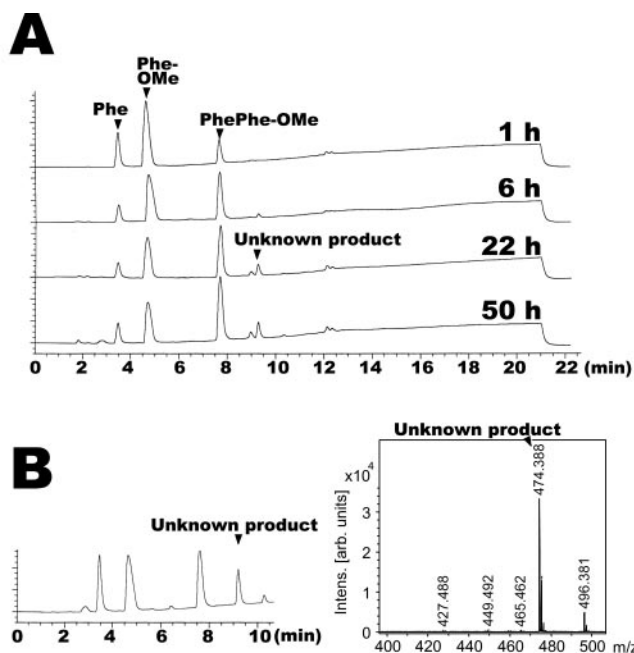 A
Phe
Phe-
OMe
PhePhe-OMe
1 h
6 h
Unknown product
22 h
50 h
0 2 4 6 8 10 12 14 16 18 20 22 (min)
B
Unknown product
0 2 4 6 8 10 (min)
Unknown product
x10⁴
Intens. [arb. units]
5
4
3
2
1
0
427.488
449.492
465.462
474.388
496.381
400 420 440 460 480 500 m/z